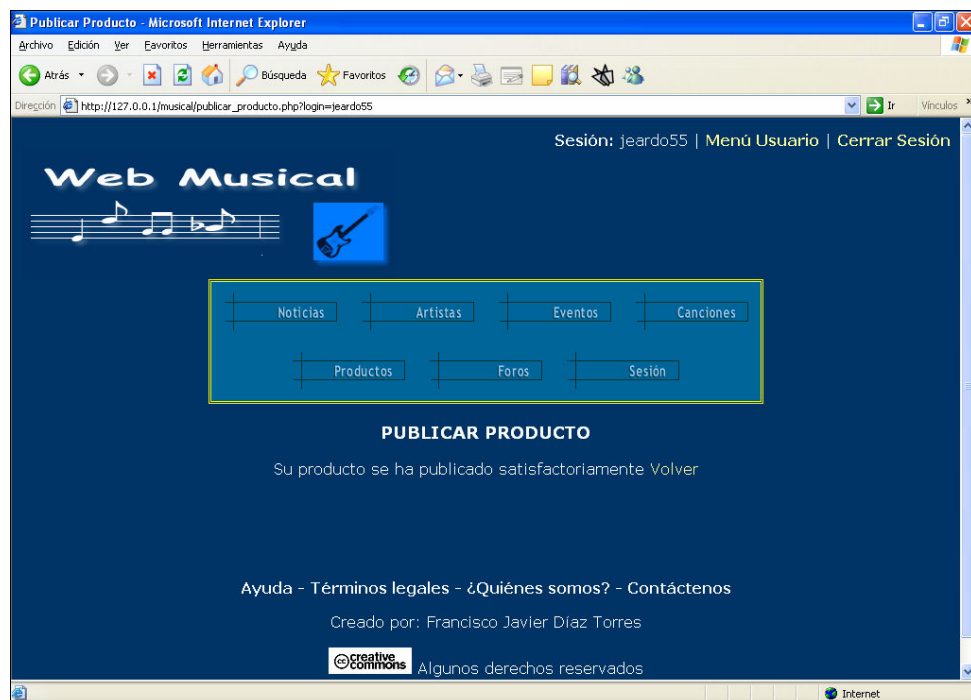 Publicar Producto - Microsoft Internet Explorer
Archivo Edición Ver Favoritos Herramientas Ayuda
Atrás Búsqueda Favoritos
Dirección http://127.0.0.1/musical/publicar_producto.php?login=jeardo55 Ir Vínculos »
Sesión: jeardo55 | Menú Usuario | Cerrar Sesión
Web Musical
Noticias Artistas Eventos Canciones
Productos Foros Sesión
PUBLICAR PRODUCTO
Su producto se ha publicado satisfactoriamente Volver
Ayuda - Términos legales - ¿Quiénes somos? - Contáctenos
Creado por: Francisco Javier Díaz Torres
cc creative commons Algunos derechos reservados
Internet